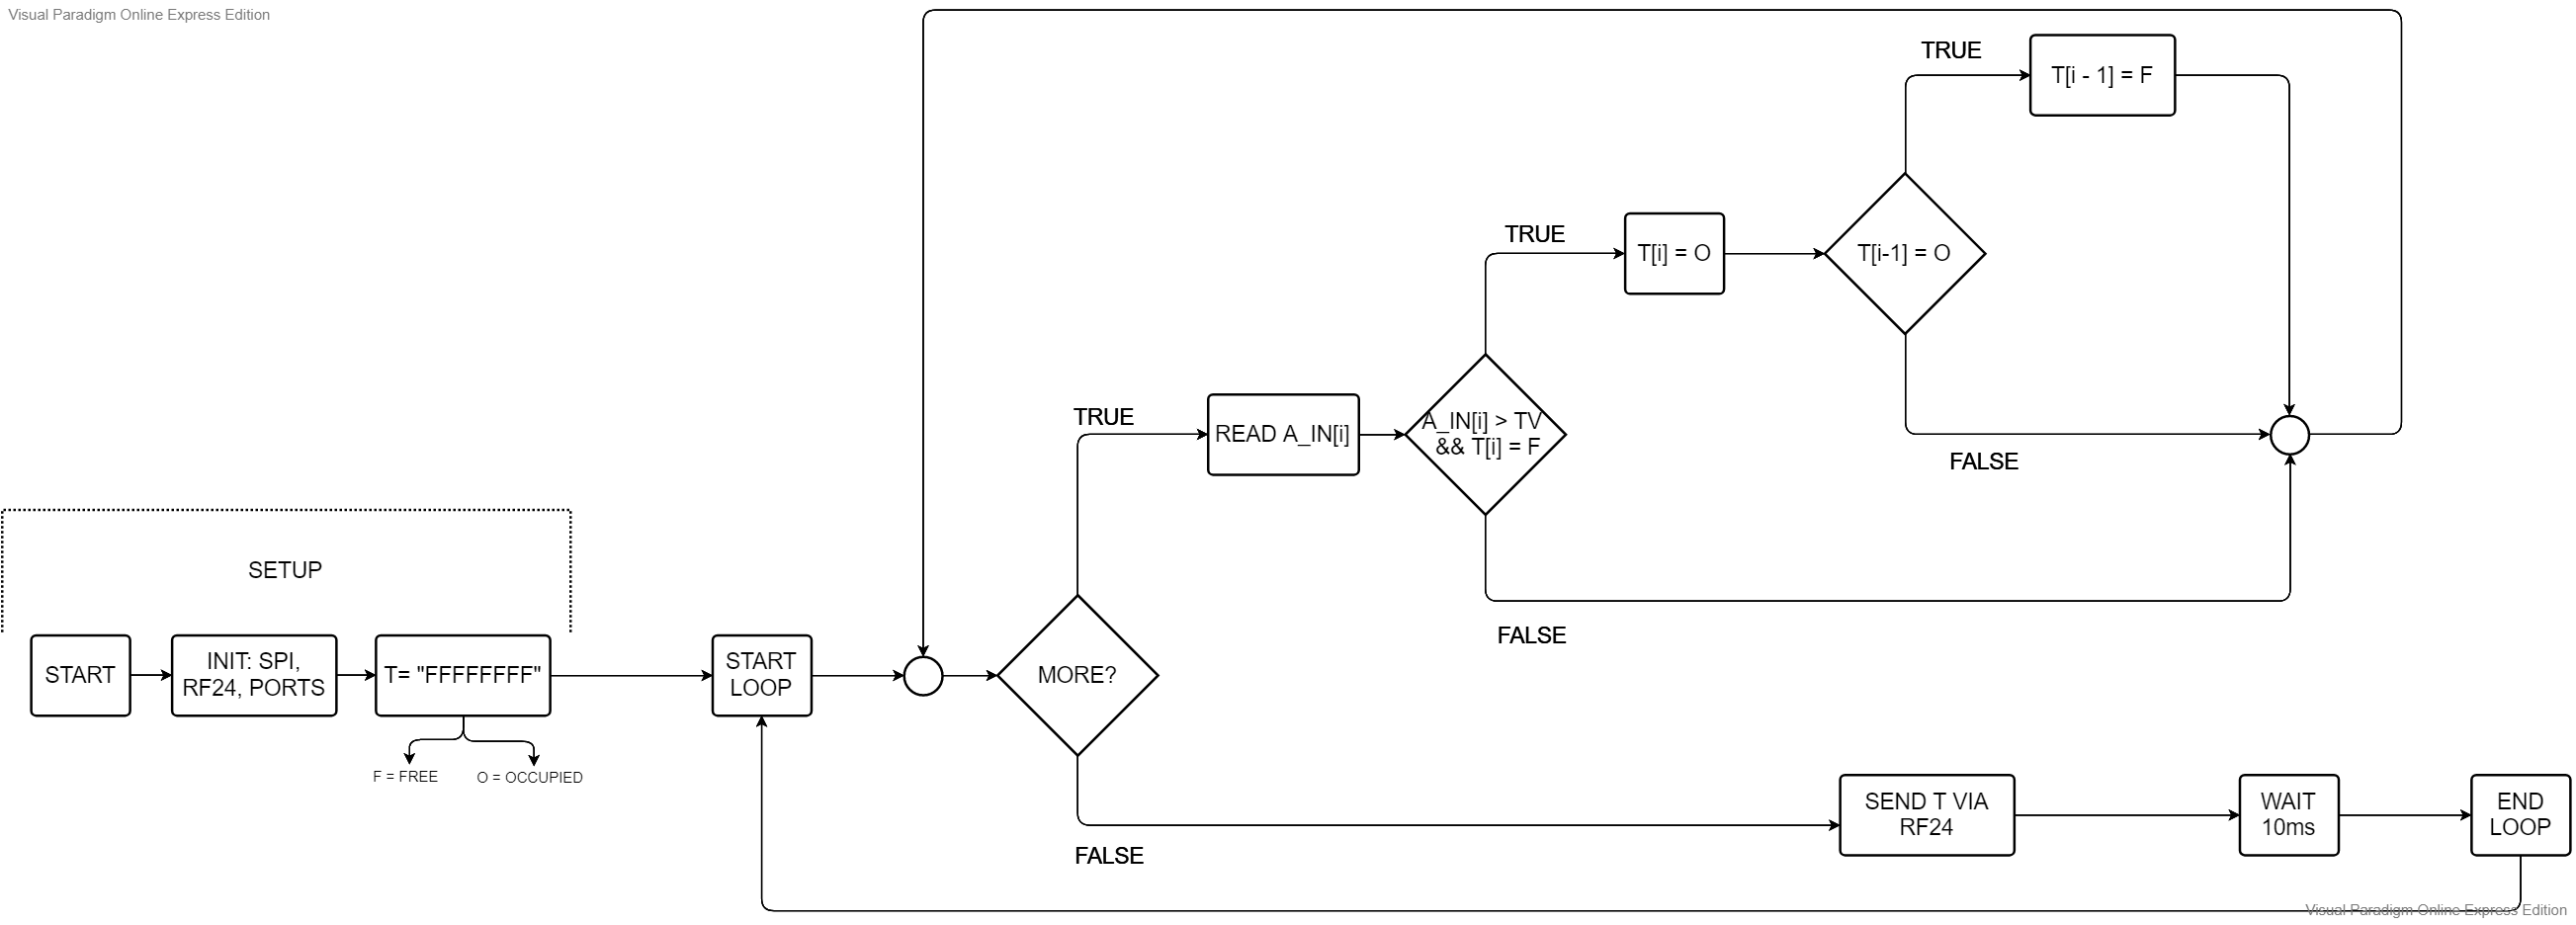 Visual Paradigm Online Express Edition
TRUE
T[i - 1] = F
TRUE
T[i] = O
T[i-1] = O
TRUE
READ A_IN[i]
A_IN[i] > TV
&& T[i] = F
FALSE
SETUP
FALSE
START
INIT: SPI,
RF24, PORTS
T= "FFFFFFFF"
START
LOOP
MORE?
F = FREE
O = OCCUPIED
SEND T VIA
RF24
WAIT
10ms
END
LOOP
FALSE
Visual Paradigm Online Express Edition